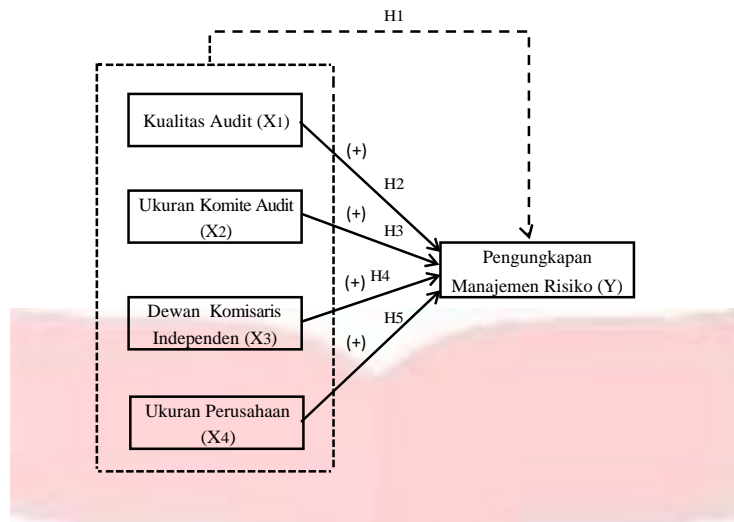 H1
Kualitas Audit (X1)
(+)
H2
Ukuran Komite Audit
(X2)
(+)
H3
Pengungkapan
Manajemen Risiko (Y)
Dewan Komisaris
Independen (X3)
(+)
H4
H5
(+)
Ukuran Perusahaan
(X4)